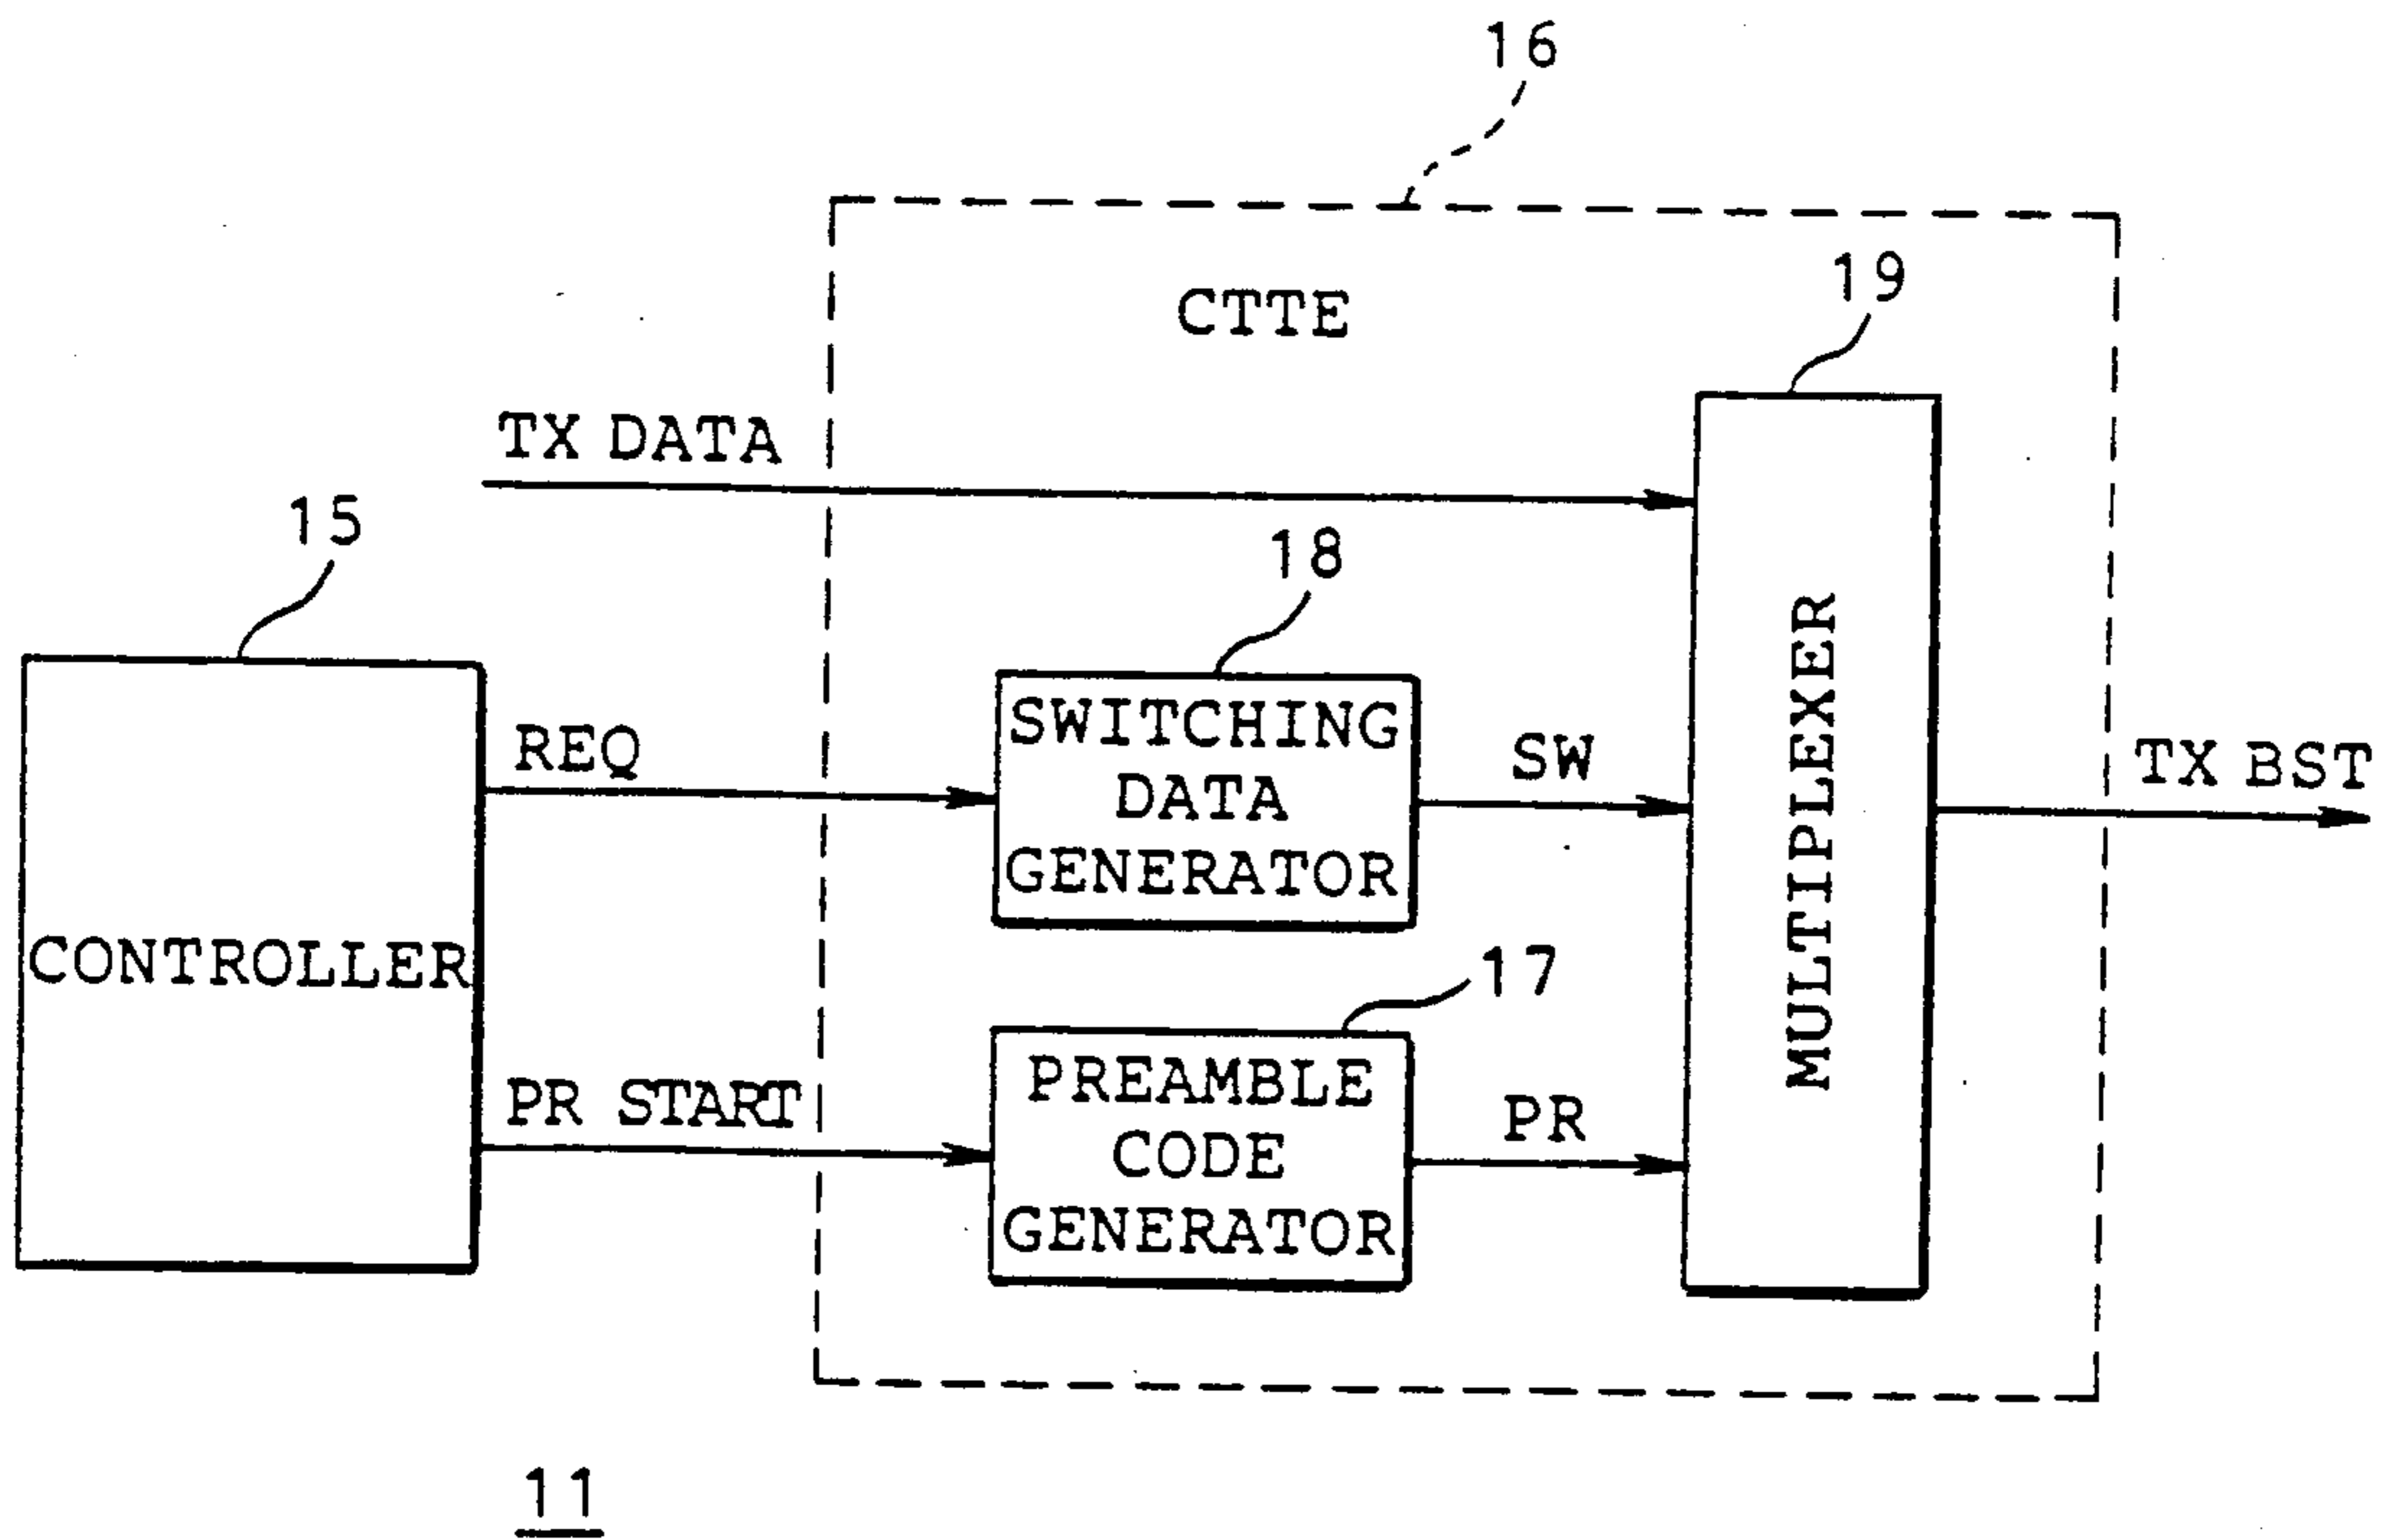 16
CTTE
19
TX DATA
15
18
CONTROLLER
REQ
SWITCHING
DATA
GENERATOR
SW
MULTIPLEXER
TX BST
17
PR START
PREAMBLE
CODE
GENERATOR
PR
11